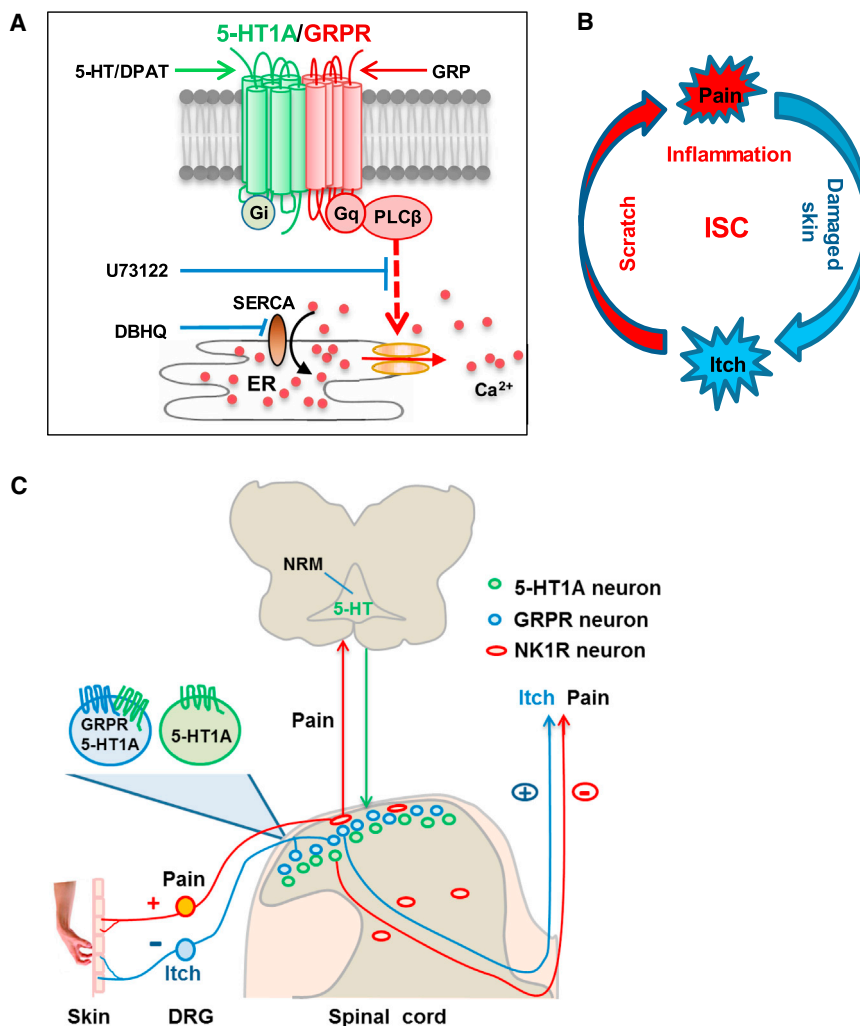 A
5-HT1A/GRPR
5-HT/DPAT
GRP
Gi
Gq
PLCβ
U73122
SERCA
DBHQ
ER
Ca²⁺
B
Pain
Inflammation
Scratch
ISC
Damaged
skin
Itch
C
NRM
5-HT
5-HT1A neuron
GRPR neuron
NK1R neuron
GRPR
5-HT1A
5-HT1A
Pain
Itch Pain
+
-
Pain
+
-
Itch
Skin
DRG
Spinal cord